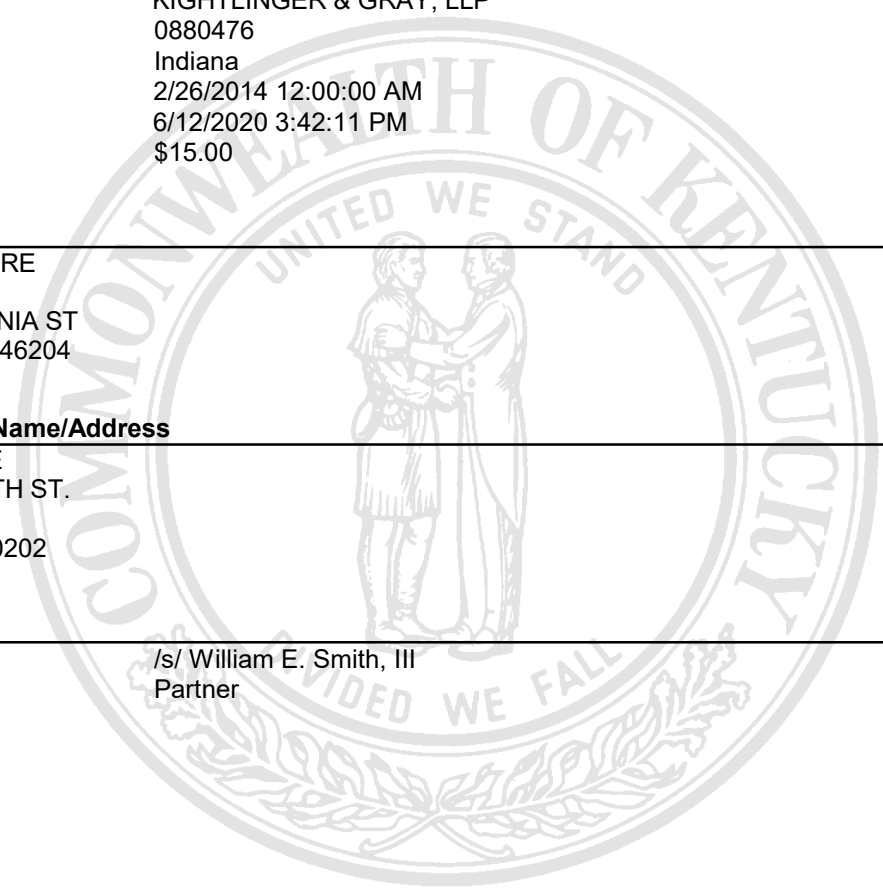 KIGHTLINGER & GRAY, LLP
0880476
Indiana
2/26/2014 12:00:00 AM
6/12/2020 3:42:11 PM
$15.00
RE
NIA ST
46204
Name/Address
E
TH ST.
0202
/s/ William E. Smith, III
Partner
COMMONWEALTH OF KENTUCKY
UNITED WE STAND
DIVIDED WE FALL